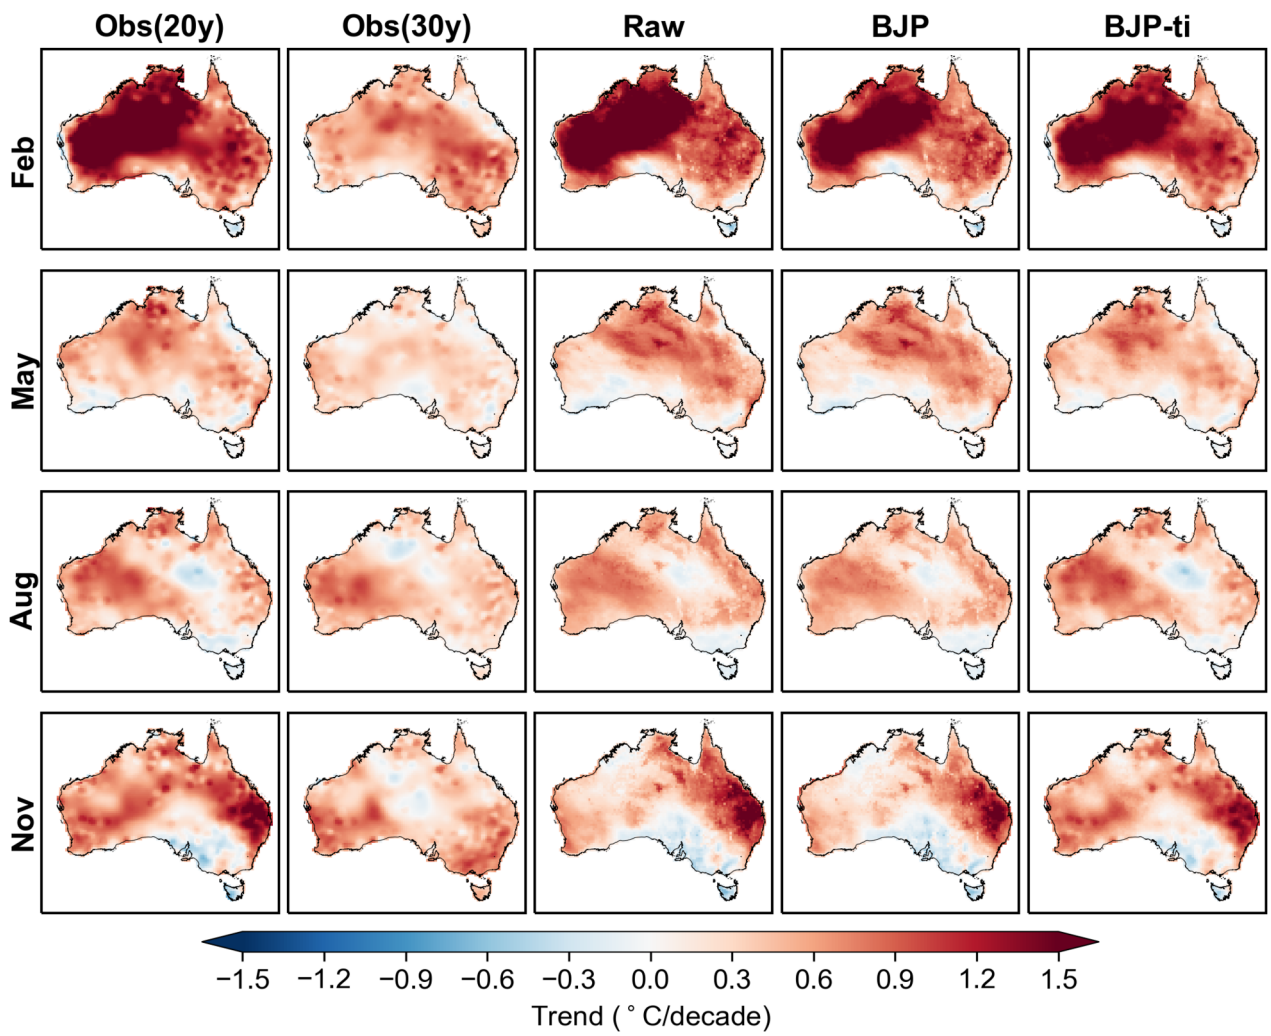 Obs(20y) Obs(30y) Raw BJP BJP-ti
Feb
May
Aug
Nov
−1.5 −1.2 −0.9 −0.6 −0.3 0.0 0.3 0.6 0.9 1.2 1.5
Trend (°C/decade)